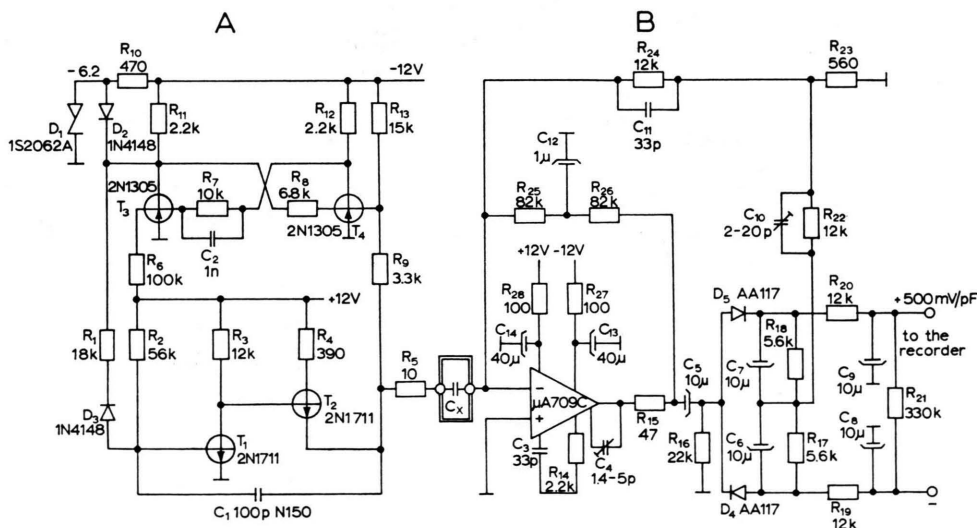 A
B
R10
470
-6.2
-12V
R11
2.2k
R12
2.2k
R13
15k
D1
1S2062A
D2
1N4148
2N1305
T3
R7
10k
C2
1n
R8
6.8k
2N1305
T4
R6
100k
R9
3.3k
+12V
R1
18k
R2
56k
R3
12k
R4
390
D3
1N4148
T1
2N1711
T2
2N1711
C1 100p N150
R5
10
Cx
R24
12k
C11
33p
R23
560
C12
1µ
R25
82k
R26
82k
C10
2-20p
R22
12k
+12V -12V
R28
100
R27
100
C14
40µ
C13
40µ
µA709C
-
+
C3
33p
R14
2.2k
C4
1.4-5p
R15
47
C5
10µ
R16
22k
D5 AA117
R18
5.6k
C7
10µ
C6
10µ
R17
5.6k
D4 AA117
R20
12k
C9
10µ
C8
10µ
R21
330k
R19
12k
+500mV/pF
to the
recorder
-